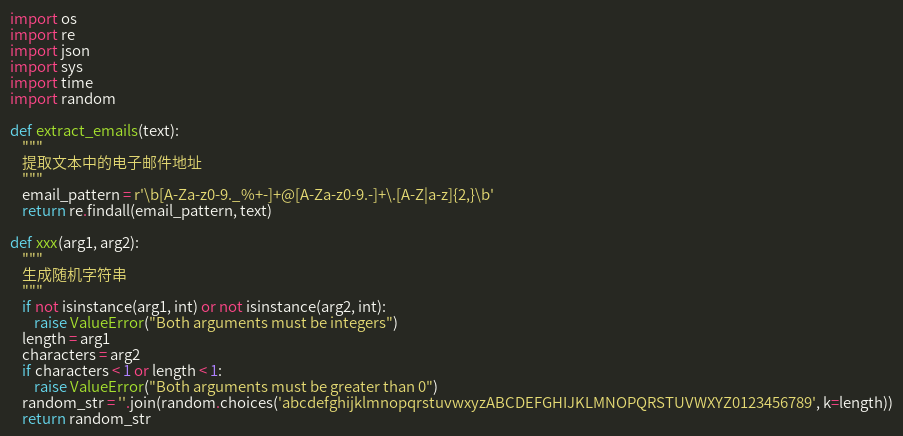 import os
import re
import json
import sys
import time
import random

def extract_emails(text):
    """
    提取文本中的电子邮件地址
    """
    email_pattern = r'\b[A-Za-z0-9._%+-]+@[A-Za-z0-9.-]+\.[A-Z|a-z]{2,}\b'
    return re.findall(email_pattern, text)

def xxx(arg1, arg2):
    """
    生成随机字符串
    """
    if not isinstance(arg1, int) or not isinstance(arg2, int):
        raise ValueError("Both arguments must be integers")
    length = arg1
    characters = arg2
    if characters < 1 or length < 1:
        raise ValueError("Both arguments must be greater than 0")
    random_str = ''.join(random.choices('abcdefghijklmnopqrstuvwxyzABCDEFGHIJKLMNOPQRSTUVWXYZ0123456789', k=length))
    return random_str